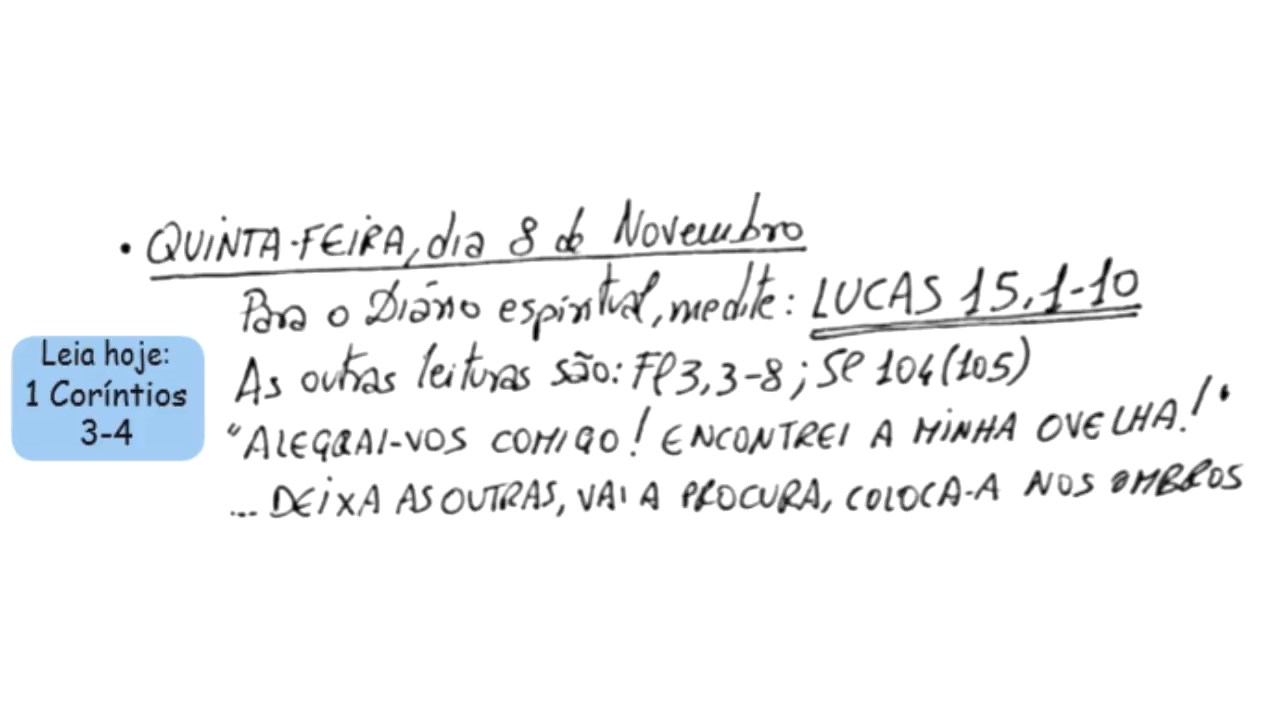 • QUINTA-FEIRA, dia 8 de Novembro
Para o Diário espiritual, medite: LUCAS 15,1-10
As outras leituras são: Fl 3,3-8; Sl 104(105)
"ALEGRAI-VOS COMIGO! ENCONTREI A MINHA OVELHA!"
... DEIXA AS OUTRAS, VAI A PROCURA, COLOCA-A NOS OMBROS
Leia hoje:
1 Coríntios
3-4